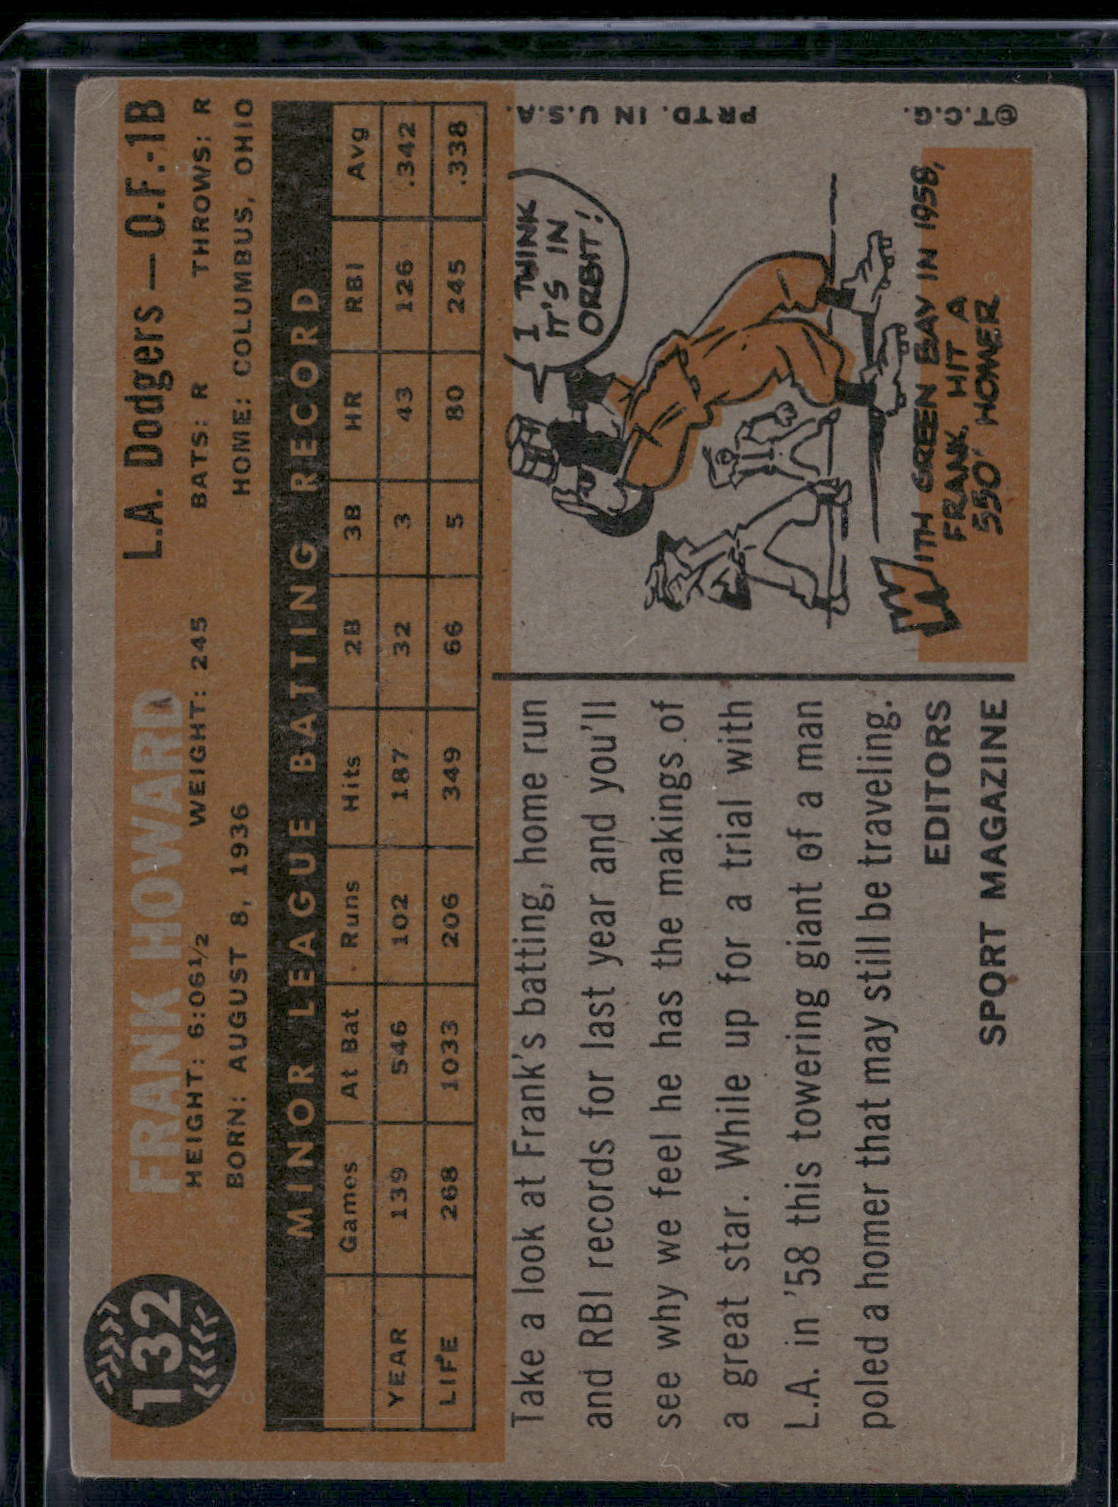 132
FRANK HOWARD
L.A. Dodgers — O.F.-1B
HEIGHT: 6:06½ WEIGHT: 245 BATS: R THROWS: R
BORN: AUGUST 8, 1936 HOME: COLUMBUS, OHIO
MINOR LEAGUE BATTING RECORD
Games At Bat Runs Hits 2B 3B HR RBI Avg
YEAR 139 546 102 187 32 3 43 126 .342
LIFE 268 1033 206 349 66 5 80 245 .338
Take a look at Frank's batting, home run
and RBI records for last year and you'll
see why we feel he has the makings of
a great star. While up for a trial with
L.A. in '58 this towering giant of a man
poled a homer that may still be traveling.
EDITORS
SPORT MAGAZINE
I THINK
IT'S IN
ORBIT!
WITH GREEN BAY IN 1958,
FRANK, HIT A
550' HOMER
©T.C.G. PRTD. IN U.S.A.